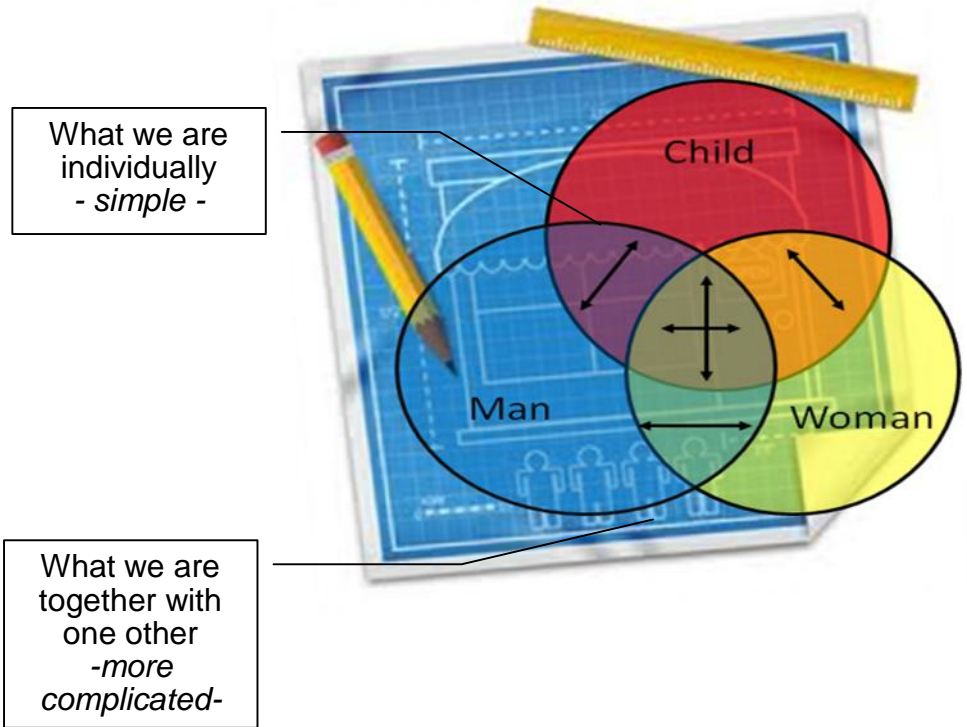 What we are
individually
- simple -
Child
Man
Woman
What we are
together with
one other
-more
complicated-